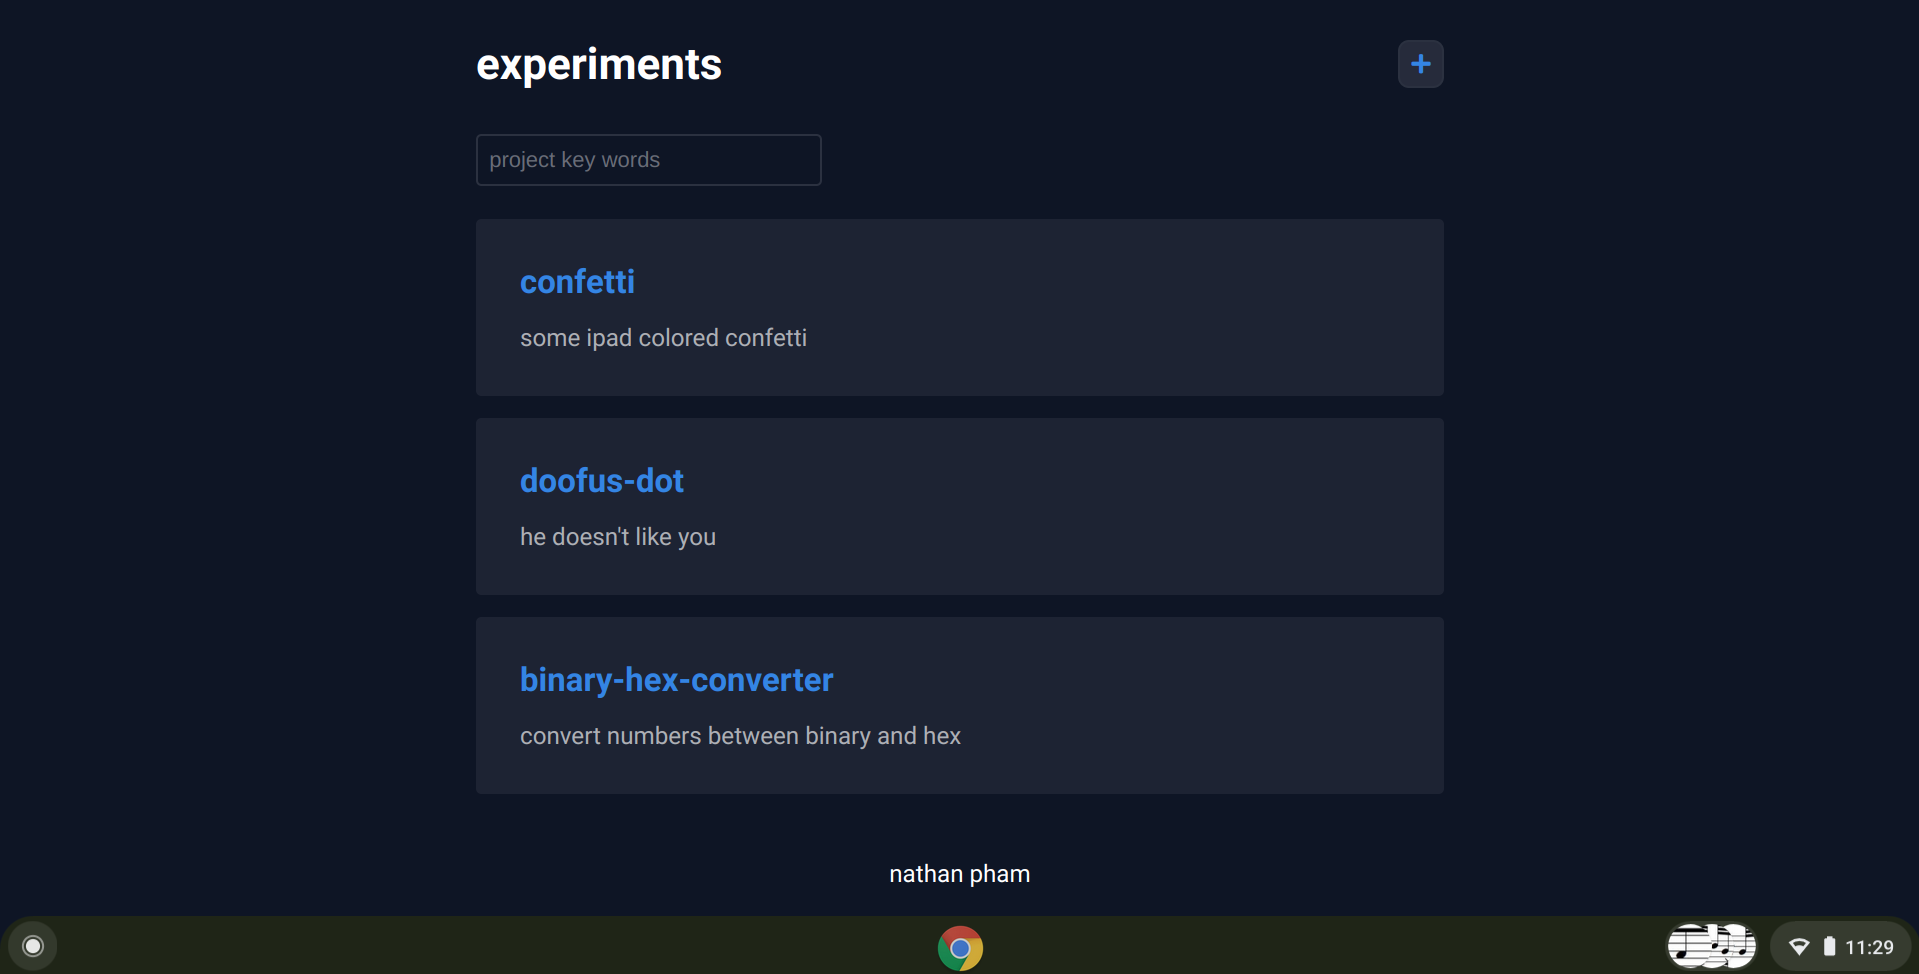 experiments
project key words
confetti
some ipad colored confetti
doofus-dot
he doesn't like you
binary-hex-converter
convert numbers between binary and hex
nathan pham
11:29